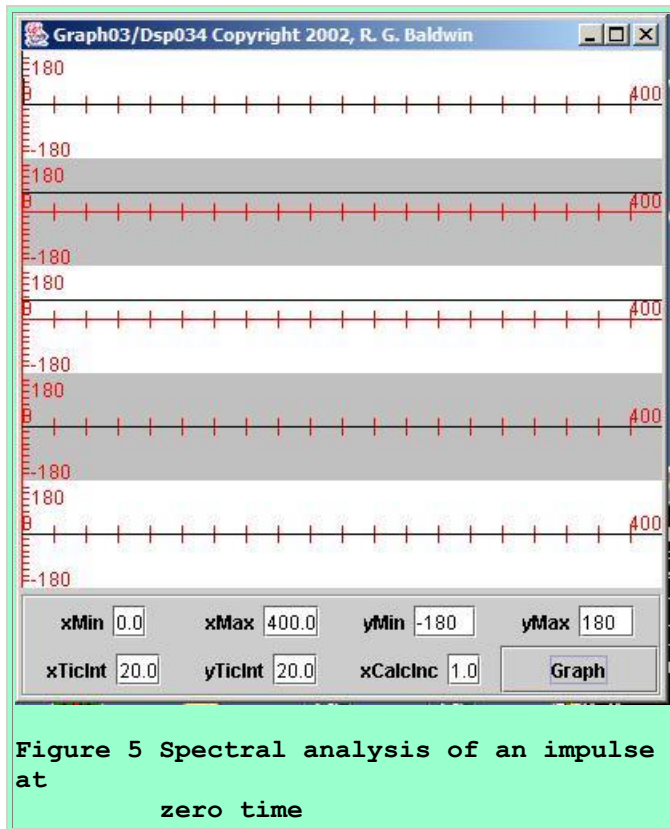 Graph03/Dsp034 Copyright 2002, R. G. Baldwin
180
0 400
-180
180
0 400
-180
180
0 400
-180
180
0 400
-180
180
0 400
-180
xMin 0.0 xMax 400.0 yMin -180 yMax 180
xTicInt 20.0 yTicInt 20.0 xCalcInc 1.0 Graph
Figure 5 Spectral analysis of an impulse
at
zero time